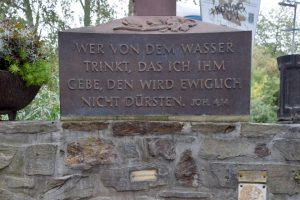 WER VON DEM WASSER
TRINKT, DAS ICH IHM
GEBE, DEN WIRD EWIGLICH
NICHT DÜRSTEN. JOH. 4,14